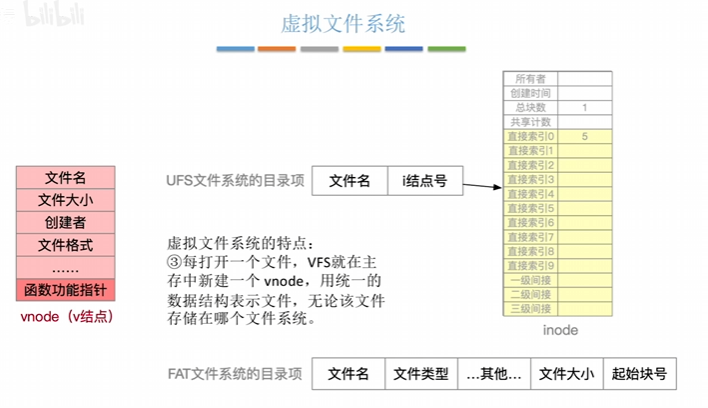 bilibili
虚拟文件系统
所有者
创建时间
总块数 1
共享计数
直接索引0 5
直接索引1
直接索引2
直接索引3
直接索引4
直接索引5
直接索引6
直接索引7
直接索引8
直接索引9
一级间接
二级间接
三级间接
inode
文件名
文件大小
创建者
文件格式
……
函数功能指针
vnode（v结点）
UFS文件系统的目录项 文件名 i结点号
虚拟文件系统的特点：
③每打开一个文件，VFS就在主
存中新建一个 vnode，用统一的
数据结构表示文件，无论该文件
存储在哪个文件系统。
FAT文件系统的目录项 文件名 文件类型 …其他… 文件大小 起始块号